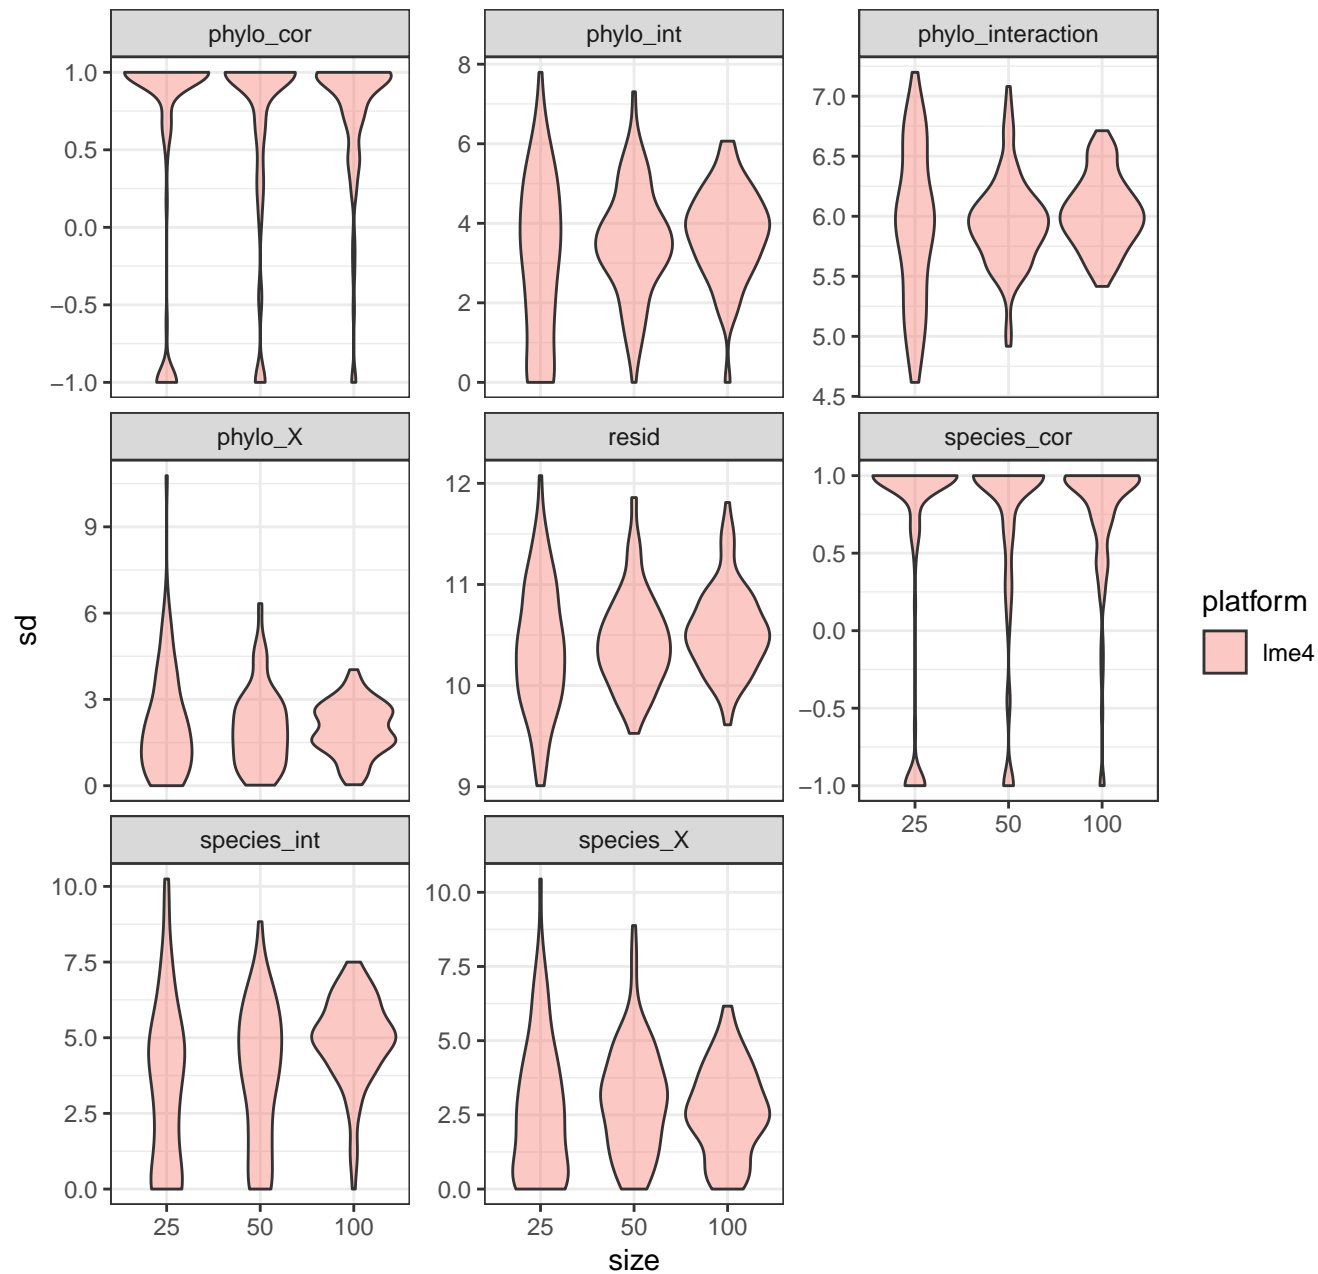 phylo_cor
phylo_int
phylo_interaction
1.0
0.5
0.0
−0.5
−1.0
8
6
4
2
0
7.0
6.5
6.0
5.5
5.0
4.5
phylo_X
resid
species_cor
9
6
3
0
12
11
10
9
1.0
0.5
0.0
−0.5
−1.0
25 50 100
species_int
species_X
10.0
7.5
5.0
2.5
0.0
10.0
7.5
5.0
2.5
0.0
25 50 100
25 50 100
size
sd
platform
lme4